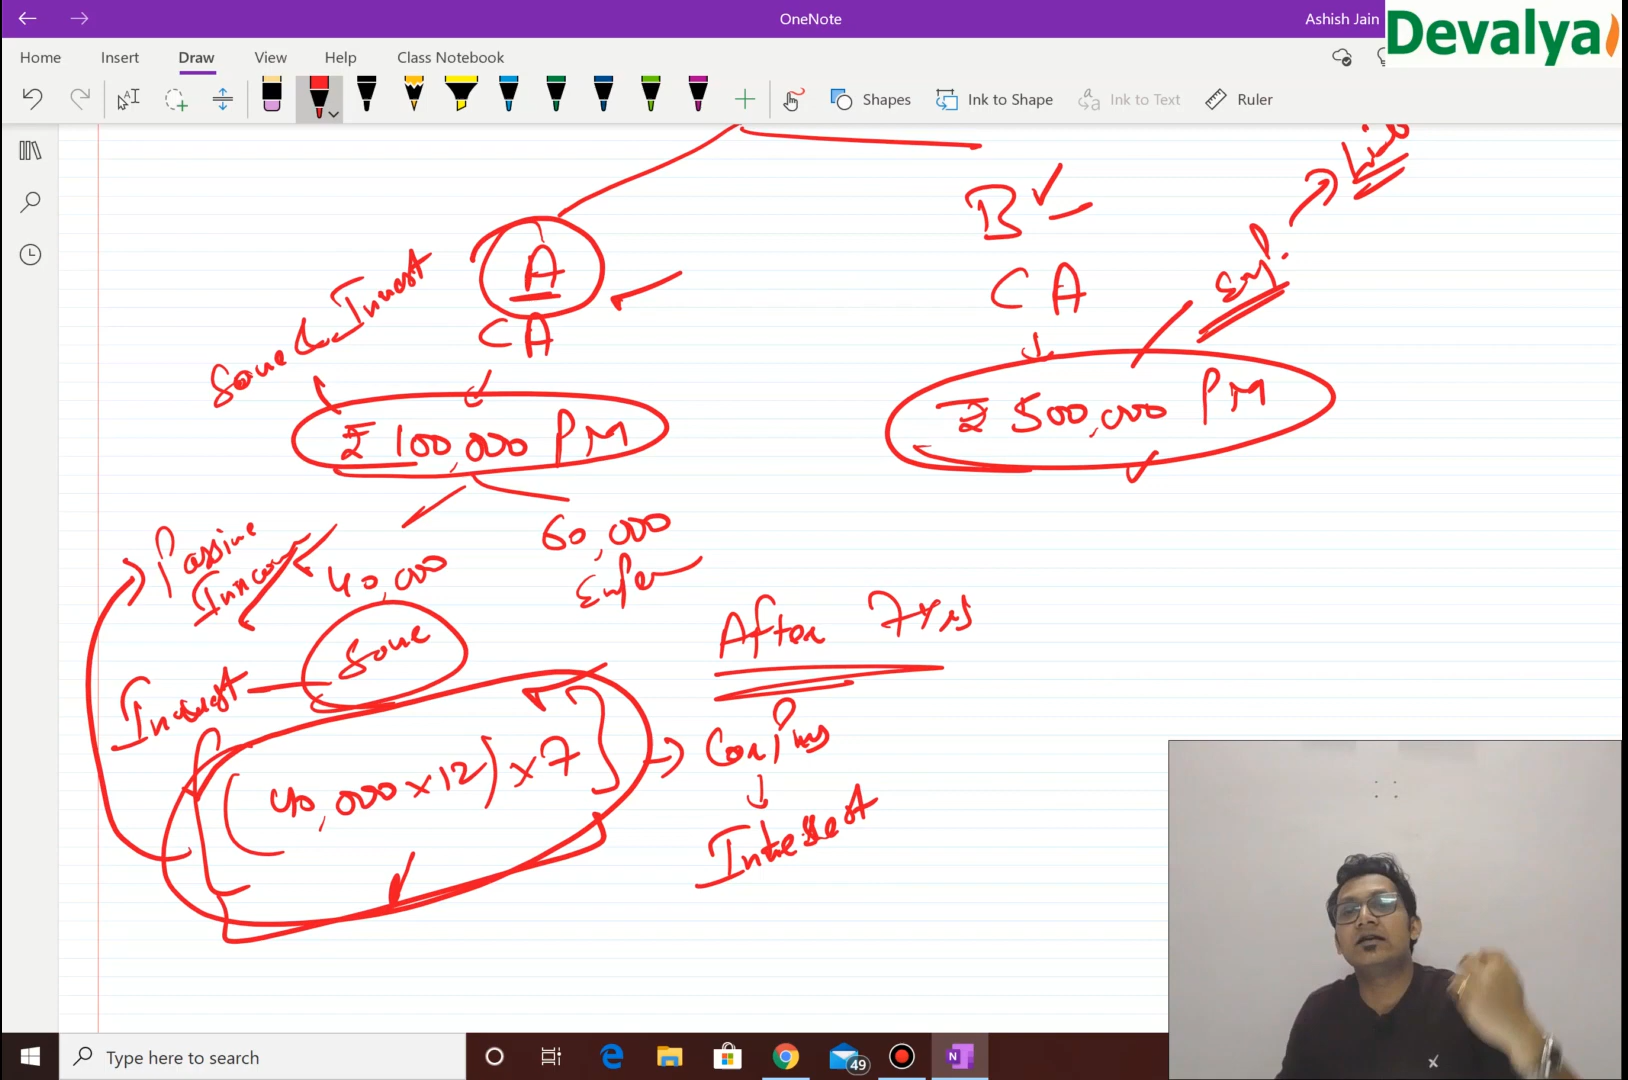 OneNote
Ashish Jain
Devalya
Home Insert Draw View Help Class Notebook
Shapes Ink to Shape Ink to Text Ruler
A
CA
Save & Invest
₹ 100,000 PM
B
CA
Exp.
₹ 500,000 PM
Passive
Income
40,000
60,000
Save
Invest
(40,000 × 12) × 7
After 7 yrs
Corpus
Interest
Type here to search
49